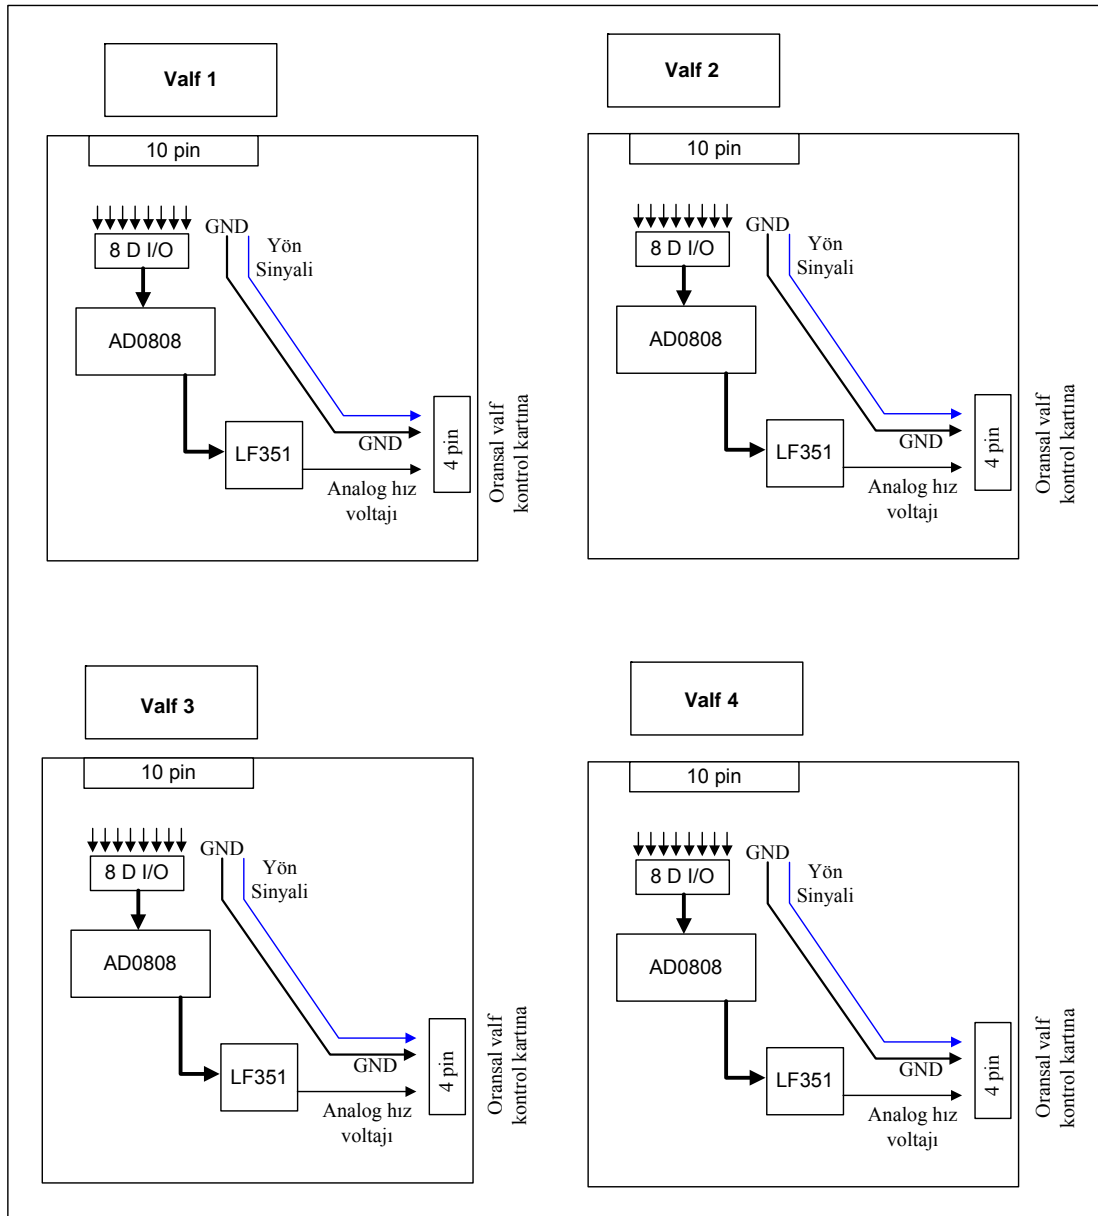 Valf 1
10 pin
8 D I/O
GND
Yön
Sinyali
AD0808
LF351
GND
Analog hız
voltajı
4 pin
Oransal valf
kontrol kartına
Valf 2
10 pin
8 D I/O
GND
Yön
Sinyali
AD0808
LF351
GND
Analog hız
voltajı
4 pin
Oransal valf
kontrol kartına
Valf 3
10 pin
8 D I/O
GND
Yön
Sinyali
AD0808
LF351
GND
Analog hız
voltajı
4 pin
Oransal valf
kontrol kartına
Valf 4
10 pin
8 D I/O
GND
Yön
Sinyali
AD0808
LF351
GND
Analog hız
voltajı
4 pin
Oransal valf
kontrol kartına